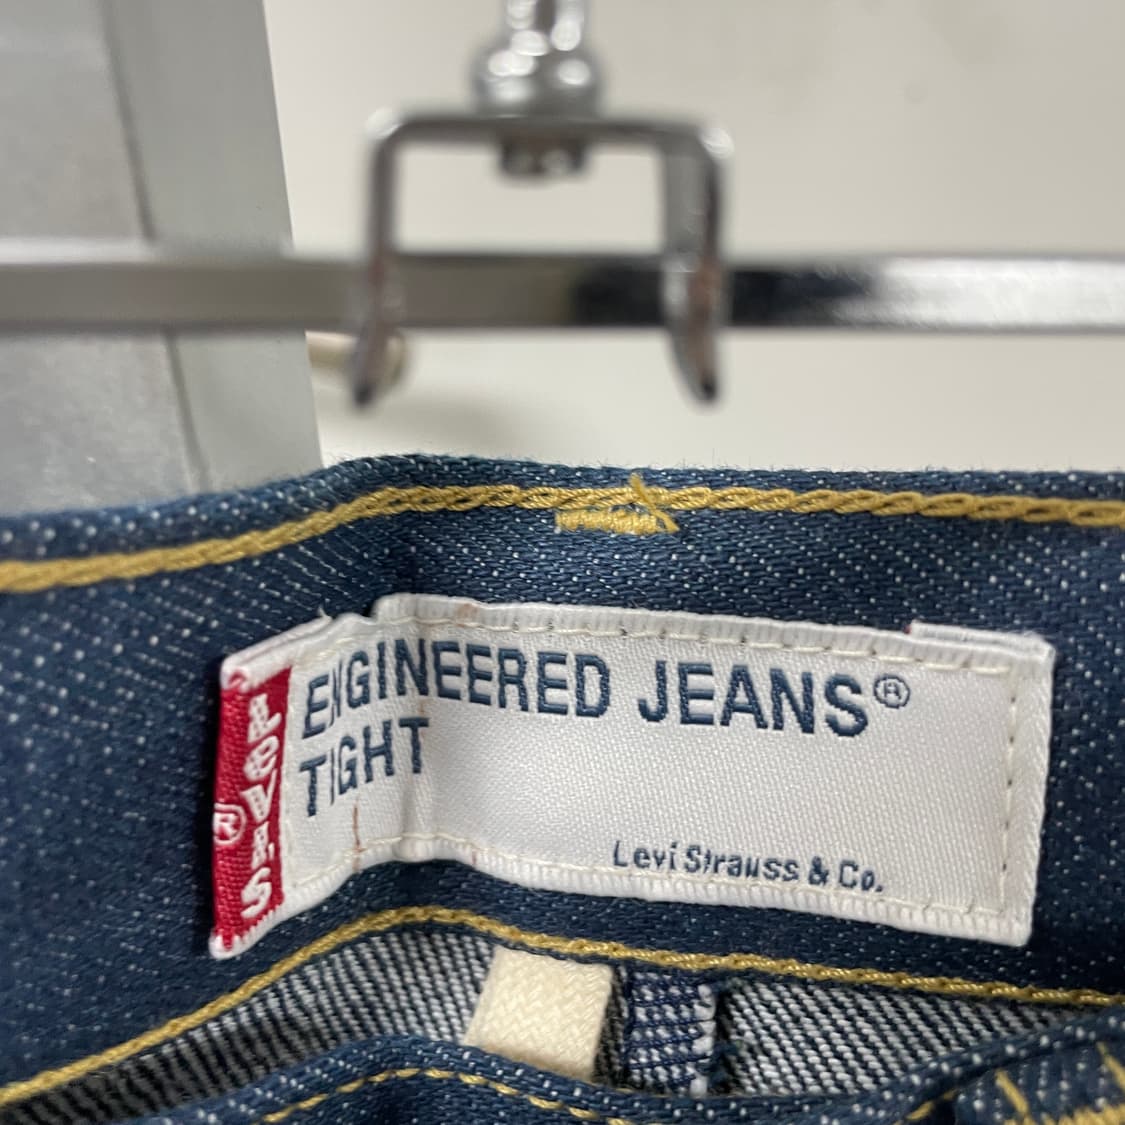 LEVI'S
®
ENGINEERED JEANS®
TIGHT
Levi Strauss & Co.